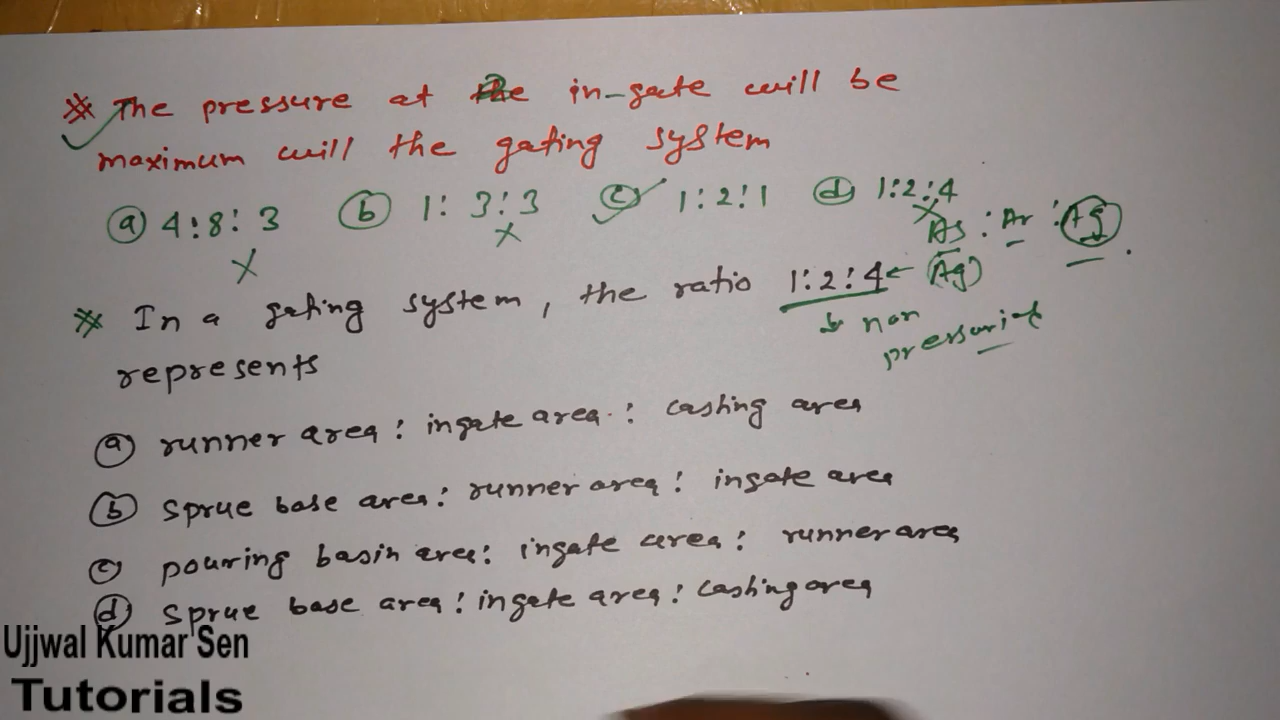 * The pressure at the in-gate will be
maximum will the gating system
(a) 4:8:3 (b) 1:3:3 (c) 1:2:1 (d) 1:2:4
As : Ar : Ag
* In a gating system, the ratio 1:2:4 ← (Ag)
represents
non
(a) runner area : ingate area : casting area
(b) sprue base area : runner area : ingate area
(c) pouring basin area : ingate area : runner area
(d) sprue base area : ingate area : casting area
Ujjwal Kumar Sen
Tutorials